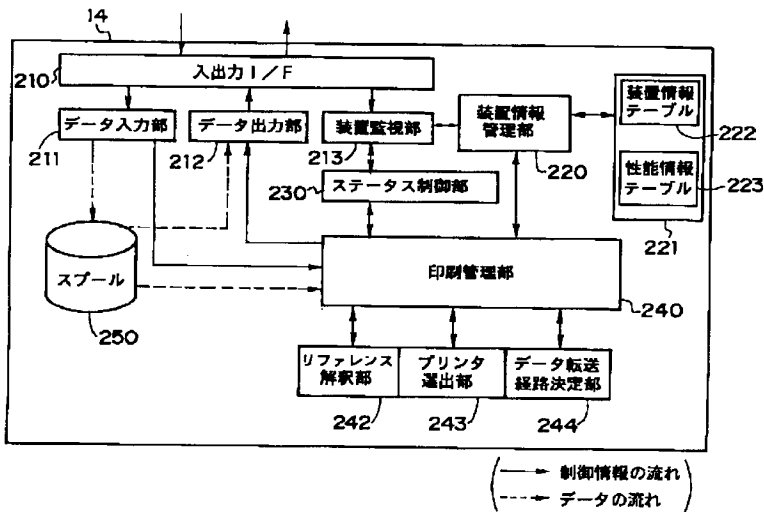 14
210
入出力I/F
211
データ入力部
212
データ出力部
213
装置監視部
装置情報
管理部
220
装置情報
テーブル
222
性能情報
テーブル
223
221
230
ステータス制御部
スプール
250
印刷管理部
240
リファレンス
解釈部
プリンタ
選出部
データ転送
経路決定部
242
243
244
制御情報の流れ
データの流れ